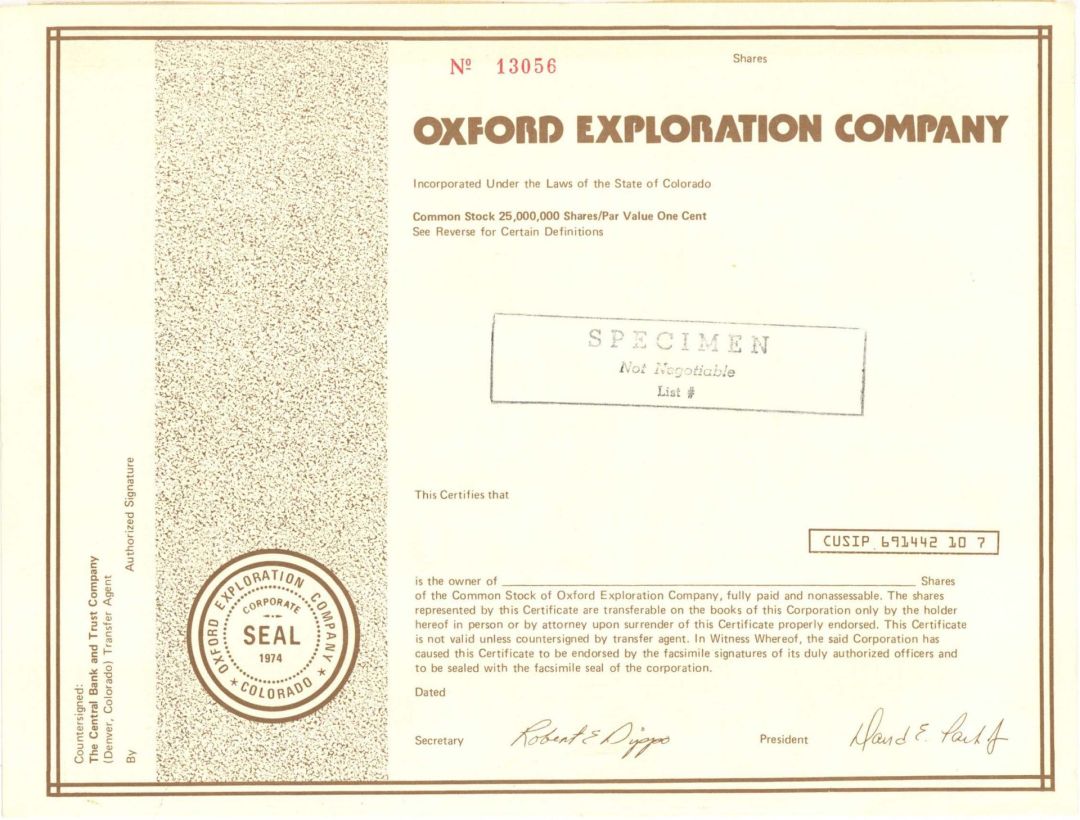 Nº 13056
Shares
OXFORD EXPLORATION COMPANY
Incorporated Under the Laws of the State of Colorado
Common Stock 25,000,000 Shares/Par Value One Cent
See Reverse for Certain Definitions
SPECIMEN
Not Negotiable
List #
This Certifies that
CUSIP 691442 10 7
is the owner of Shares
of the Common Stock of Oxford Exploration Company, fully paid and nonassessable. The shares
represented by this Certificate are transferable on the books of this Corporation only by the holder
hereof in person or by attorney upon surrender of this Certificate properly endorsed. This Certificate
is not valid unless countersigned by transfer agent. In Witness Whereof, the said Corporation has
caused this Certificate to be endorsed by the facsimile signatures of its duly authorized officers and
to be sealed with the facsimile seal of the corporation.
Dated
Secretary Robert E Dippo
President David E.
Countersigned:
The Central Bank and Trust Company
(Denver, Colorado) Transfer Agent
By Authorized Signature
OXFORD EXPLORATION COMPANY
★ COLORADO ★
CORPORATE
SEAL
1974